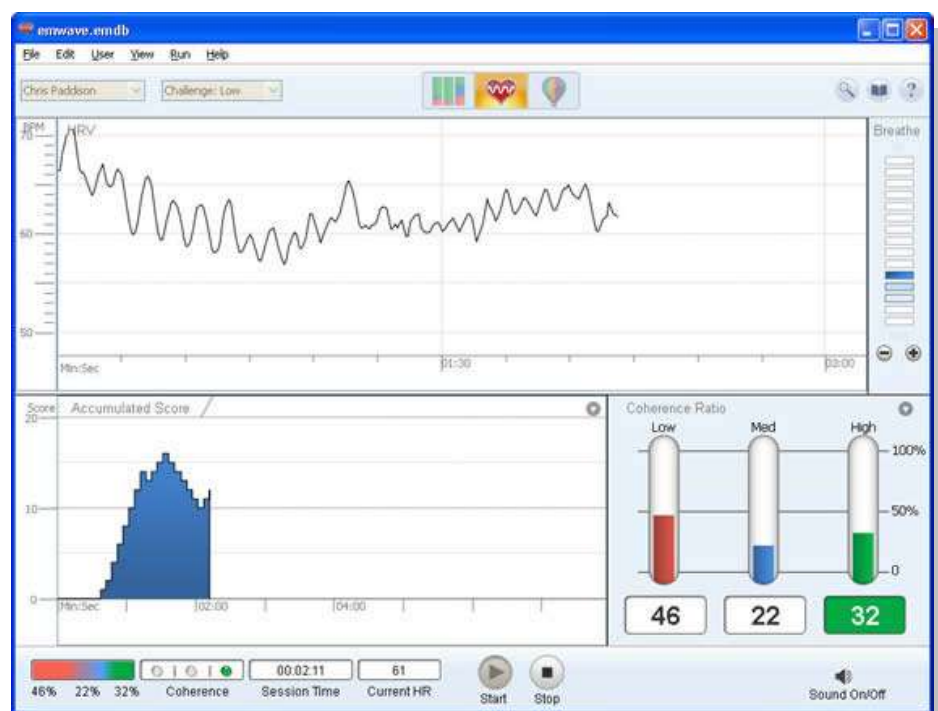 emwave.emdb
File Edit User View Run Help
Chris Paddison Challenge: Low
BPM HRV Breathe
70
60
50
Min:Sec 01:30 03:00
Score Accumulated Score Coherence Ratio
20 Low Med High
100%
10 50%
0 0
Min:Sec 02:00 04:00
46 22 32
00:02:11 61
46% 22% 32% Coherence Session Time Current HR Start Stop Sound On/Off